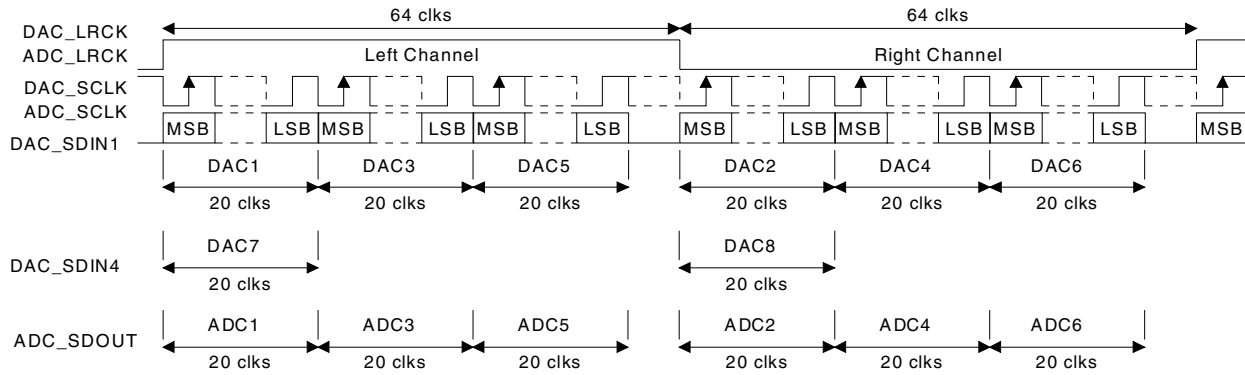 64 clks 64 clks
DAC_LRCK
ADC_LRCK Left Channel Right Channel
DAC_SCLK
ADC_SCLK
DAC_SDIN1 MSB LSB MSB LSB MSB LSB MSB LSB MSB LSB MSB LSB MSB
DAC1 DAC3 DAC5 DAC2 DAC4 DAC6
20 clks 20 clks 20 clks 20 clks 20 clks 20 clks
DAC7 DAC8
DAC_SDIN4
20 clks 20 clks
ADC1 ADC3 ADC5 ADC2 ADC4 ADC6
ADC_SDOUT
20 clks 20 clks 20 clks 20 clks 20 clks 20 clks